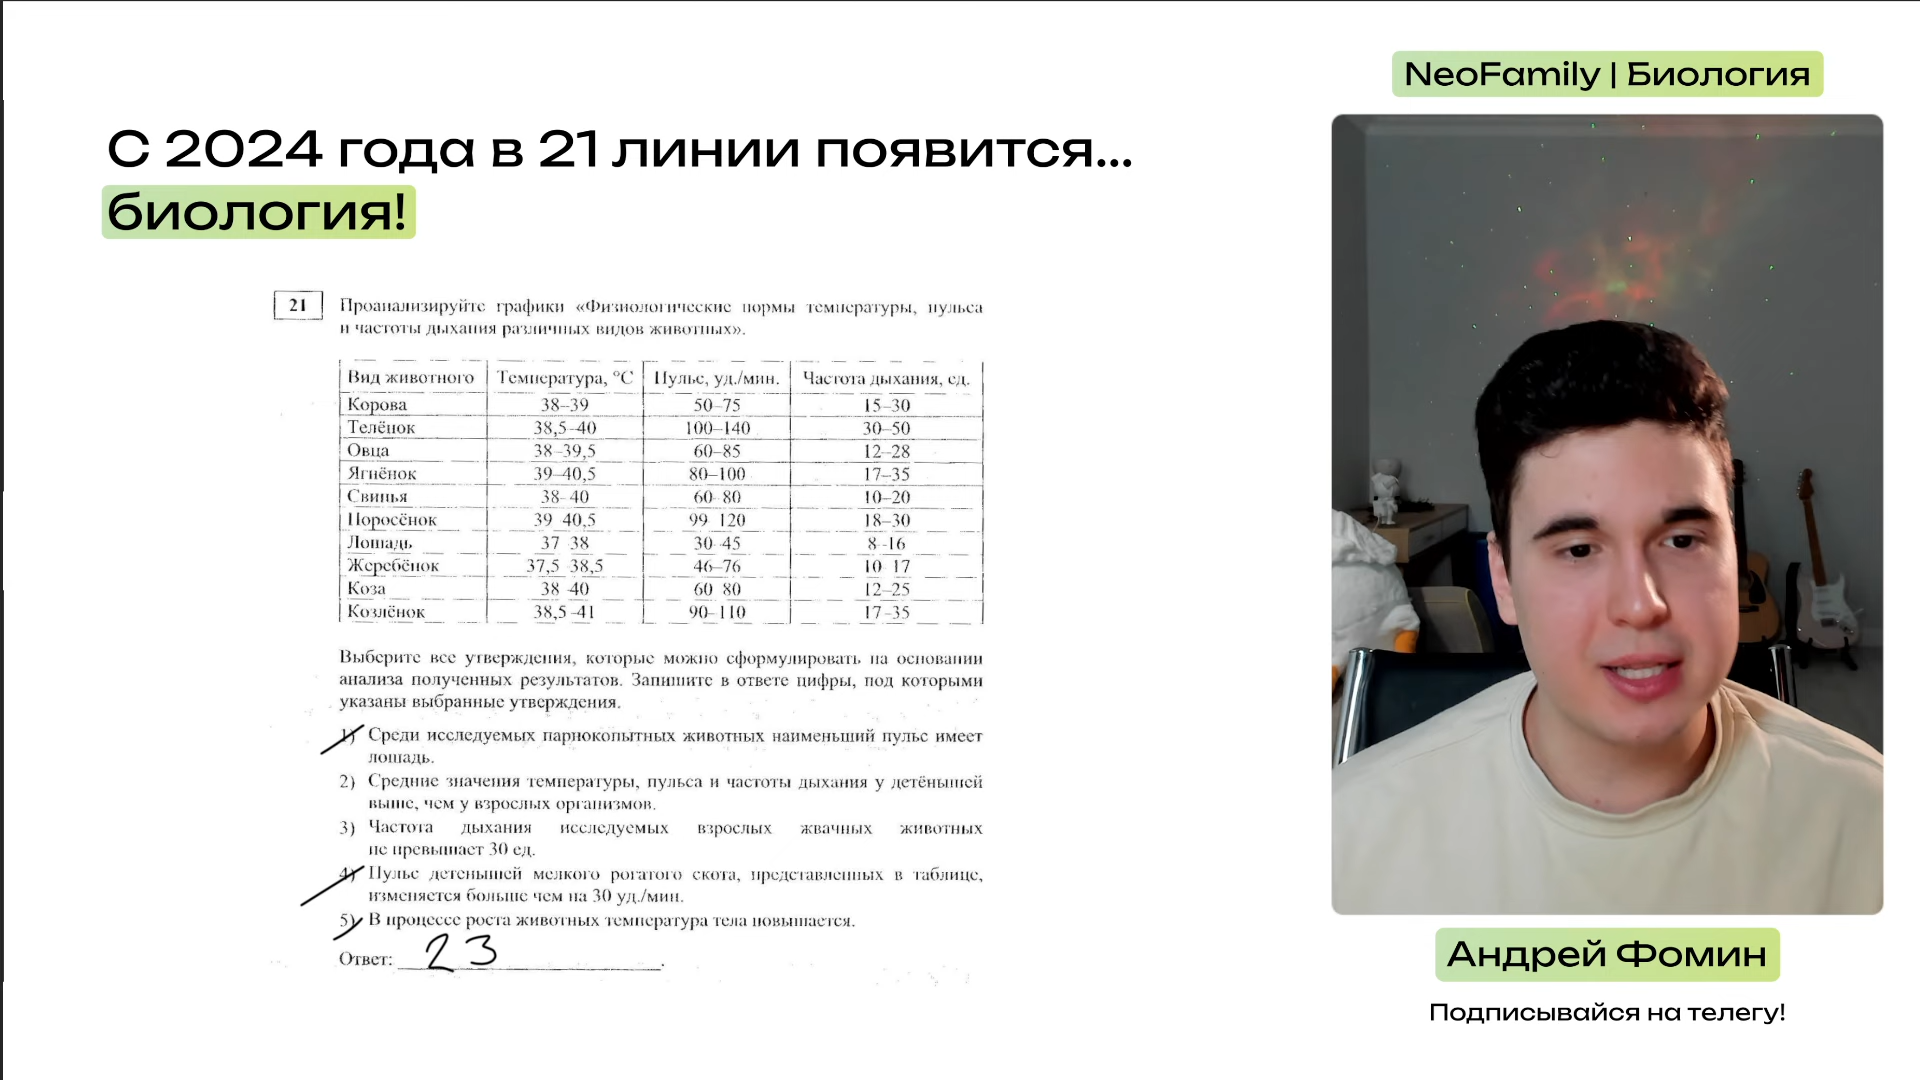 NeoFamily | Биология
С 2024 года в 21 линии появится...
биология!
21 Проанализируйте графики «Физиологические нормы температуры, пульса
и частоты дыхания различных видов животных».
Вид животного Температура, °С Пульс, уд./мин. Частота дыхания, ед.
Корова 38–39 50–75 15–30
Телёнок 38,5–40 100–140 30–50
Овца 38–39,5 60–85 12–28
Ягнёнок 39–40,5 80–100 17–35
Свинья 38–40 60–80 10–20
Поросёнок 39–40,5 99–120 18–30
Лошадь 37–38 30–45 8–16
Жеребёнок 37,5–38,5 46–76 10–17
Коза 38–40 60–80 12–25
Козлёнок 38,5–41 90–110 17–35
Выберите все утверждения, которые можно сформулировать на основании
анализа полученных результатов. Запишите в ответе цифры, под которыми
указаны выбранные утверждения.
1) Среди исследуемых парнокопытных животных наименьший пульс имеет
лошадь.
2) Средние значения температуры, пульса и частоты дыхания у детёнышей
выше, чем у взрослых организмов.
3) Частота дыхания исследуемых взрослых жвачных животных
не превышает 30 ед.
4) Пульс детенышей мелкого рогатого скота, представленных в таблице,
изменяется больше чем на 30 уд./мин.
5) В процессе роста животных температура тела повышается.
Ответ: 23
Андрей Фомин
Подписывайся на телегу!